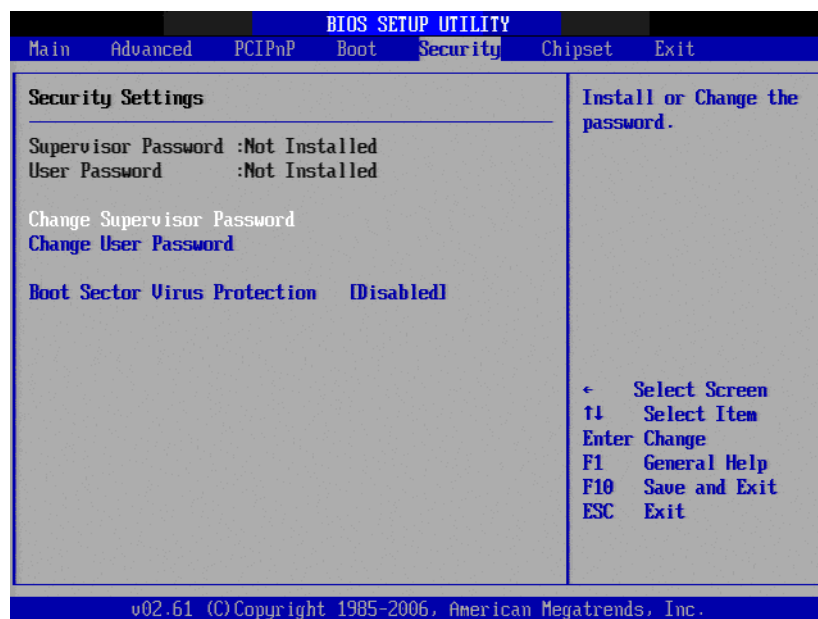 BIOS SETUP UTILITY
Main Advanced PCIPnP Boot Security Chipset Exit
Security Settings
Supervisor Password :Not Installed
User Password :Not Installed
Change Supervisor Password
Change User Password
Boot Sector Virus Protection [Disabled]
Install or Change the
password.
← Select Screen
↑↓ Select Item
Enter Change
F1 General Help
F10 Save and Exit
ESC Exit
v02.61 (C)Copyright 1985-2006, American Megatrends, Inc.